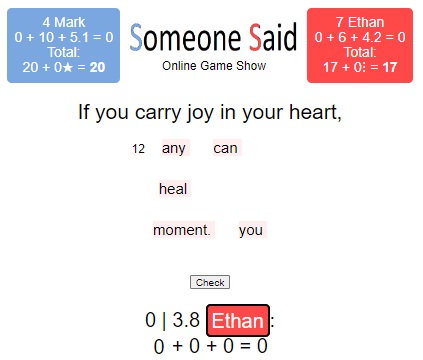 4 Mark
0 + 10 + 5.1 = 0
Total:
20 + 0★ = 20
Someone Said
Online Game Show
7 Ethan
0 + 6 + 4.2 = 0
Total:
17 + 0⁝ = 17
If you carry joy in your heart,
12 any can
heal
moment. you
Check
0 | 3.8 Ethan:
0 + 0 + 0 = 0